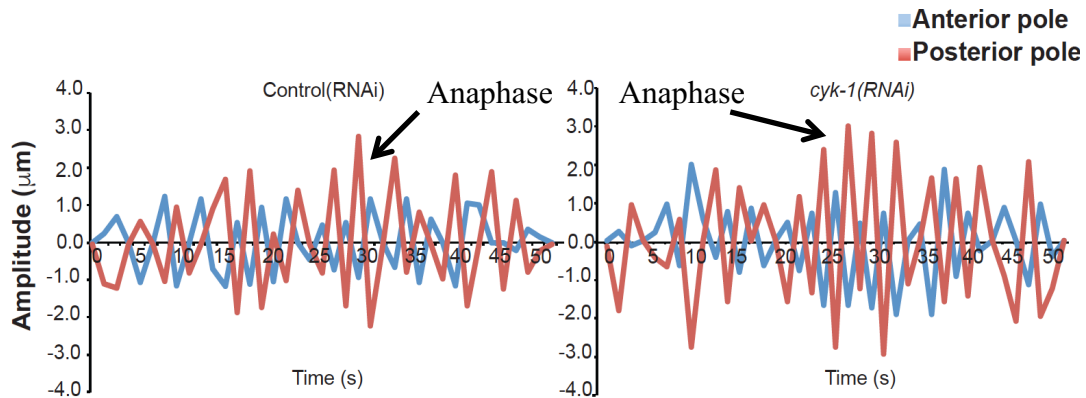 Anterior pole
Posterior pole
Control(RNAi)
Anaphase
Amplitude (μm)
4.0
3.0
2.0
1.0
0.0
-1.0
-2.0
-3.0
-4.0
0 5 10 15 20 25 30 35 40 45 50
Time (s)
cyk-1(RNAi)
Anaphase
4.0
3.0
2.0
1.0
0.0
-1.0
-2.0
-3.0
-4.0
0 5 10 15 20 25 30 35 40 45 50
Time (s)